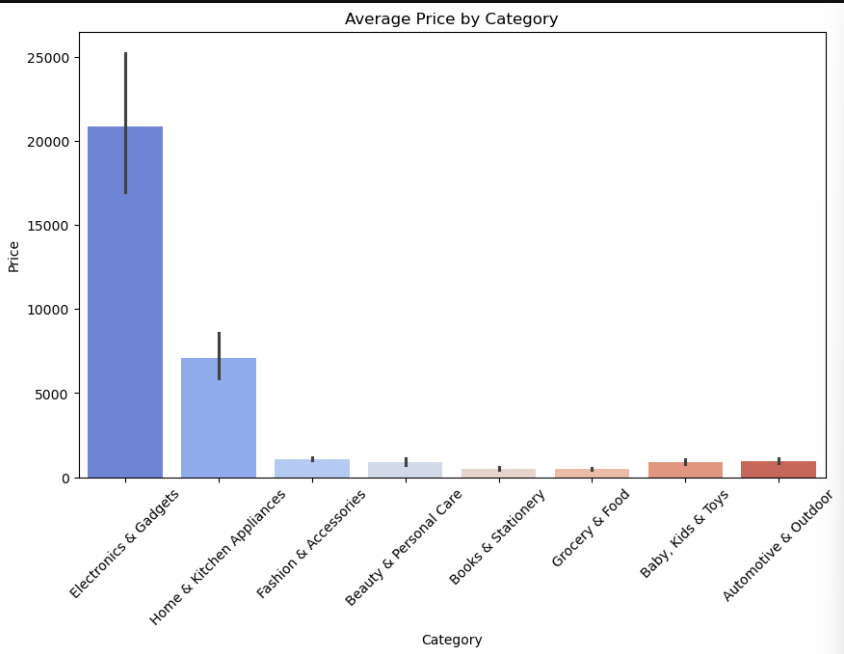 Average Price by Category
Price
25000
20000
15000
10000
5000
0
Electronics & Gadgets
Home & Kitchen Appliances
Fashion & Accessories
Beauty & Personal Care
Books & Stationery
Grocery & Food
Baby, Kids & Toys
Automotive & Outdoor
Category